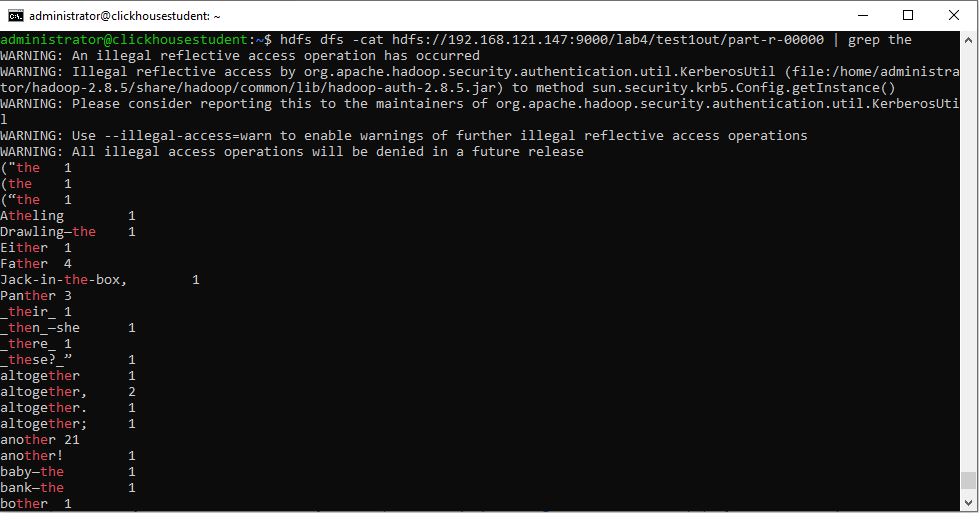 administrator@clickhousestudent: ~
administrator@clickhousestudent:~$ hdfs dfs -cat hdfs://192.168.121.147:9000/lab4/test1out/part-r-00000 | grep the
WARNING: An illegal reflective access operation has occurred
WARNING: Illegal reflective access by org.apache.hadoop.security.authentication.util.KerberosUtil (file:/home/administra
tor/hadoop-2.8.5/share/hadoop/common/lib/hadoop-auth-2.8.5.jar) to method sun.security.krb5.Config.getInstance()
WARNING: Please consider reporting this to the maintainers of org.apache.hadoop.security.authentication.util.KerberosUti
l
WARNING: Use --illegal-access=warn to enable warnings of further illegal reflective access operations
WARNING: All illegal access operations will be denied in a future release
("the 1
(the 1
(“the 1
Atheling 1
Drawling—the 1
Either 1
Father 4
Jack-in-the-box, 1
Panther 3
_their_ 1
_then_—she 1
_there_ 1
_these?_” 1
altogether 1
altogether, 2
altogether. 1
altogether; 1
another 21
another! 1
baby—the 1
bank—the 1
bother 1